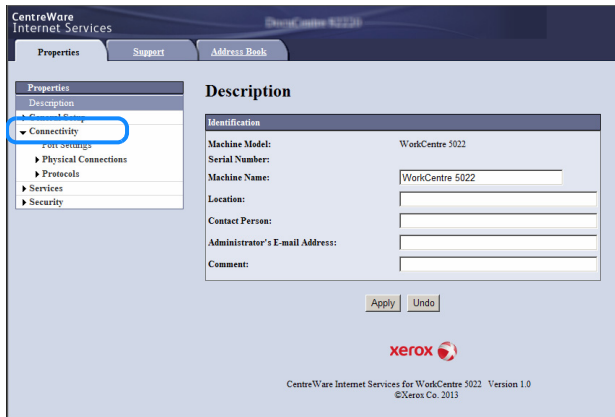 CentreWare
Internet Services
Properties Support Address Book
Properties
Description
General Setup
Connectivity
Port Settings
Physical Connections
Protocols
Services
Security
Description
Identification
Machine Model: WorkCentre 5022
Serial Number:
Machine Name: WorkCentre 5022
Location:
Contact Person:
Administrator's E-mail Address:
Comment:
Apply Undo
xerox
CentreWare Internet Services for WorkCentre 5022 Version 1.0
©Xerox Co. 2013